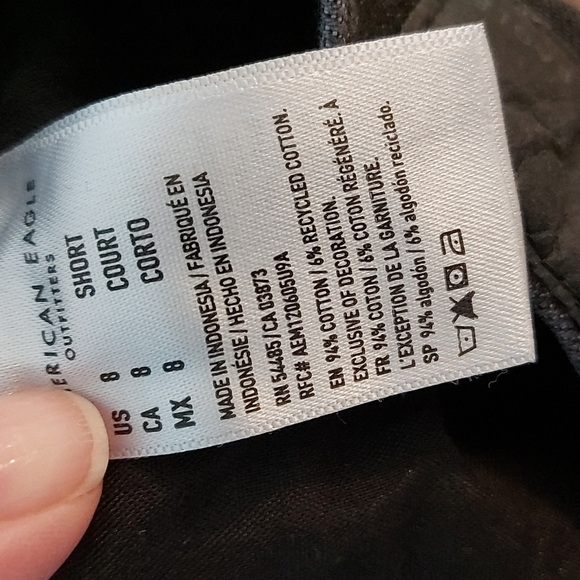 ERICAN EAGLE
OUTFITTERS
US 8 SHORT
CA 8 COURT
MX 8 CORTO
MADE IN INDONESIA / FABRIQUÉ EN
INDONÉSIE / HECHO EN INDONESIA
RN 54485 / CA 03873
RFC# AEM120605U9A
EN 94% COTTON / 6% RECYCLED COTTON.
EXCLUSIVE OF DECORATION.
FR 94% COTON / 6% COTON RÉGÉNÉRÉ. À
L'EXCEPTION DE LA GARNITURE.
SP 94% algodón / 6% algodón reciclado.